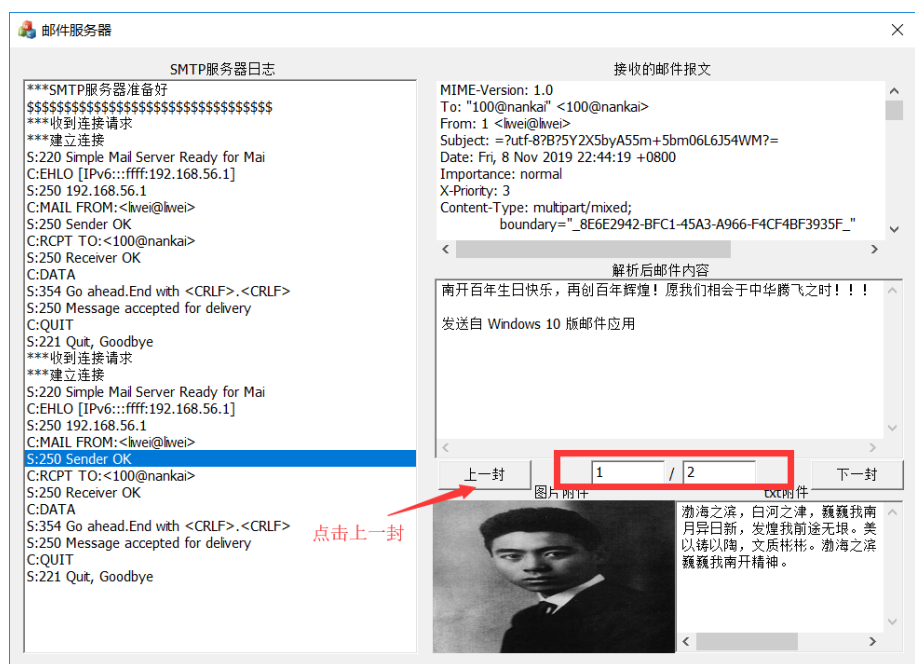 邮件服务器
SMTP服务器日志
***SMTP服务器准备好
$$$$$$$$$$$$$$$$$$$$$$$$$$$$$$$$$
***收到连接请求
***建立连接
S:220 Simple Mail Server Ready for Mai
C:EHLO [IPv6:::ffff:192.168.56.1]
S:250 192.168.56.1
C:MAIL FROM:<liwei@liwei>
S:250 Sender OK
C:RCPT TO:<100@nankai>
S:250 Receiver OK
C:DATA
S:354 Go ahead.End with <CRLF>.<CRLF>
S:250 Message accepted for delivery
C:QUIT
S:221 Quit, Goodbye
***收到连接请求
***建立连接
S:220 Simple Mail Server Ready for Mai
C:EHLO [IPv6:::ffff:192.168.56.1]
S:250 192.168.56.1
C:MAIL FROM:<liwei@liwei>
S:250 Sender OK
C:RCPT TO:<100@nankai>
S:250 Receiver OK
C:DATA
S:354 Go ahead.End with <CRLF>.<CRLF>
S:250 Message accepted for delivery
C:QUIT
S:221 Quit, Goodbye
接收的邮件报文
MIME-Version: 1.0
To: "100@nankai" <100@nankai>
From: 1 <liwei@liwei>
Subject: =?utf-8?B?5Y2X5byA55m+5bm06L6J54WM?=
Date: Fri, 8 Nov 2019 22:44:19 +0800
Importance: normal
X-Priority: 3
Content-Type: multipart/mixed;
boundary="_8E6E2942-BFC1-45A3-A966-F4CF4BF3935F_"
解析后邮件内容
南开百年生日快乐，再创百年辉煌！愿我们相会于中华腾飞之时！！！
发送自 Windows 10 版邮件应用
上一封 1 / 2 下一封
点击上一封
图片附件
txt附件
渤海之滨，白河之津，巍巍我南
月异日新，发煌我前途无垠。美
以铸以陶，文质彬彬。渤海之滨
巍巍我南开精神。